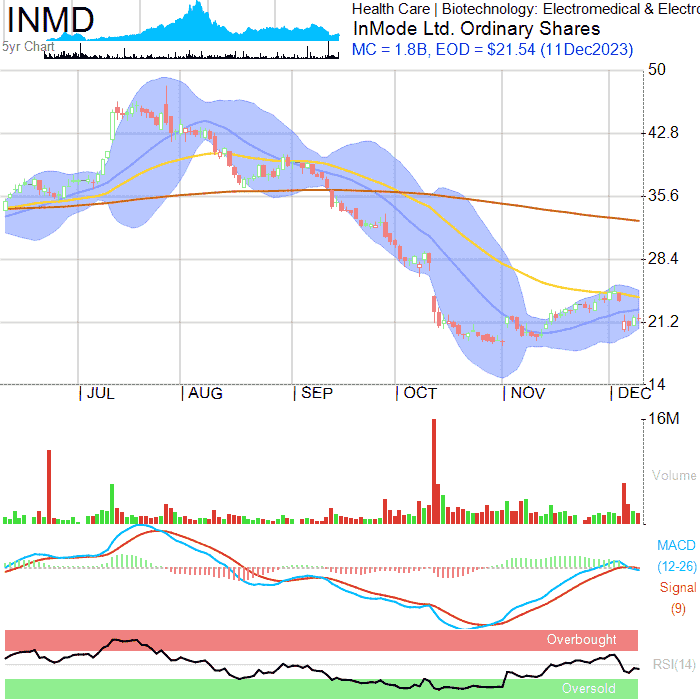 INMD
5yr Chart
Health Care | Biotechnology: Electromedical & Electro
InMode Ltd. Ordinary Shares
MC = 1.8B, EOD = $21.54 (11Dec2023)
50
42.8
35.6
28.4
21.2
14
JUL AUG SEP OCT NOV DEC
16M
Volume
MACD
(12-26)
Signal
(9)
Overbought
RSI(14)
Oversold